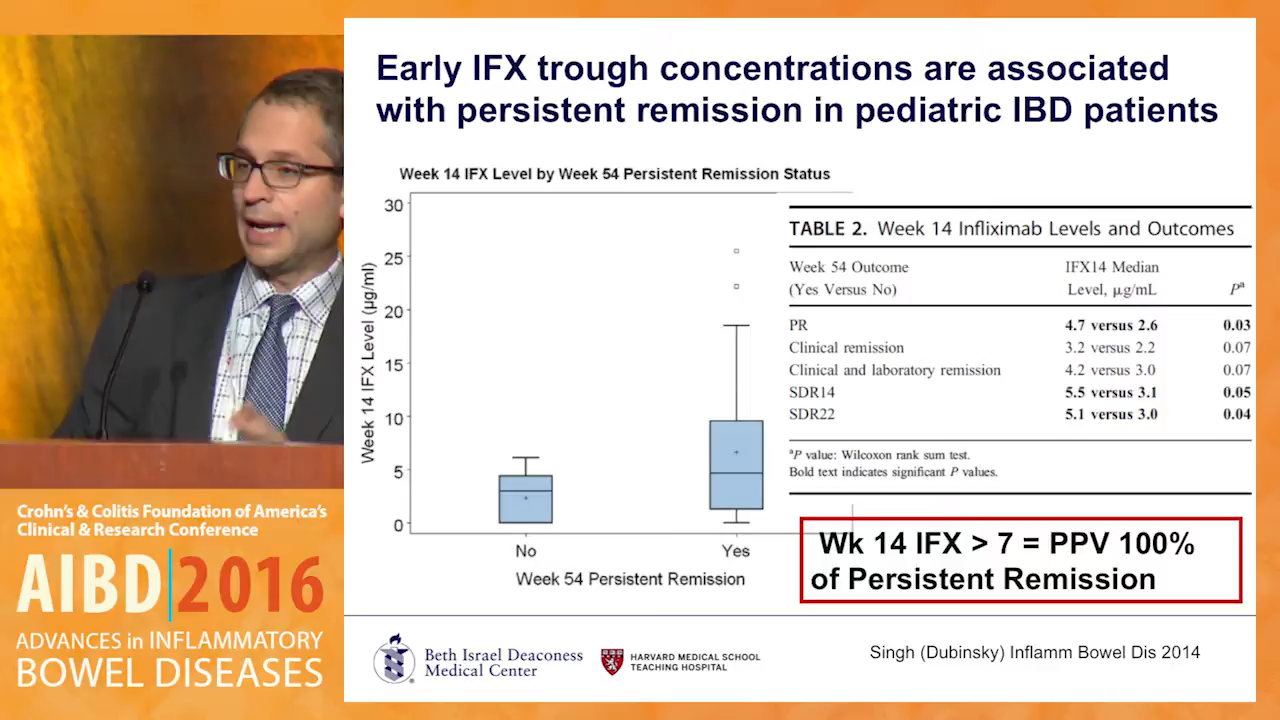 Early IFX trough concentrations are associated
with persistent remission in pediatric IBD patients
Week 14 IFX Level by Week 54 Persistent Remission Status
Week 14 IFX Level (µg/ml)
30
25
20
15
10
5
0
No
Yes
Week 54 Persistent Remission
TABLE 2. Week 14 Infliximab Levels and Outcomes
Week 54 Outcome
(Yes Versus No)
IFX14 Median
Level, µg/mL
Pa
PR 4.7 versus 2.6 0.03
Clinical remission 3.2 versus 2.2 0.07
Clinical and laboratory remission 4.2 versus 3.0 0.07
SDR14 5.5 versus 3.1 0.05
SDR22 5.1 versus 3.0 0.04
aP value: Wilcoxon rank sum test.
Bold text indicates significant P values.
Wk 14 IFX > 7 = PPV 100%
of Persistent Remission
Beth Israel Deaconess
Medical Center
HARVARD MEDICAL SCHOOL
TEACHING HOSPITAL
Singh (Dubinsky) Inflamm Bowel Dis 2014
Crohn's & Colitis Foundation of America's
Clinical & Research Conference
AIBD 2016
ADVANCES in INFLAMMATORY
BOWEL DISEASES